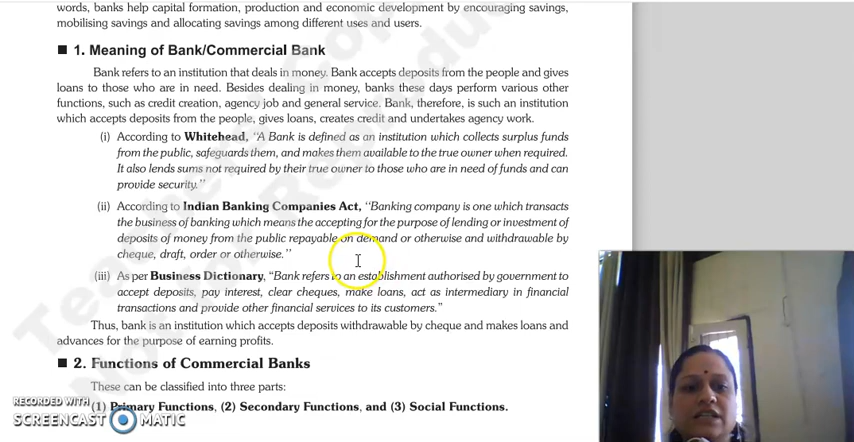 words, banks help capital formation, production and economic development by encouraging savings,
mobilising savings and allocating savings among different uses and users.
■ 1. Meaning of Bank/Commercial Bank
Bank refers to an institution that deals in money. Bank accepts deposits from the people and gives
loans to those who are in need. Besides dealing in money, banks these days perform various other
functions, such as credit creation, agency job and general service. Bank, therefore, is such an institution
which accepts deposits from the people, gives loans, creates credit and undertakes agency work.
(i) According to Whitehead, “A Bank is defined as an institution which collects surplus funds
from the public, safeguards them, and makes them available to the true owner when required.
It also lends sums not required by their true owner to those who are in need of funds and can
provide security.”
(ii) According to Indian Banking Companies Act, “Banking company is one which transacts
the business of banking which means the accepting for the purpose of lending or investment of
deposits of money from the public repayable on demand or otherwise and withdrawable by
cheque, draft, order or otherwise.”
(iii) As per Business Dictionary, “Bank refers to an establishment authorised by government to
accept deposits, pay interest, clear cheques, make loans, act as intermediary in financial
transactions and provide other financial services to its customers.”
Thus, bank is an institution which accepts deposits withdrawable by cheque and makes loans and
advances for the purpose of earning profits.
■ 2. Functions of Commercial Banks
These can be classified into three parts:
(1) Primary Functions, (2) Secondary Functions, and (3) Social Functions.
RECORDED WITH
SCREENCAST MATIC